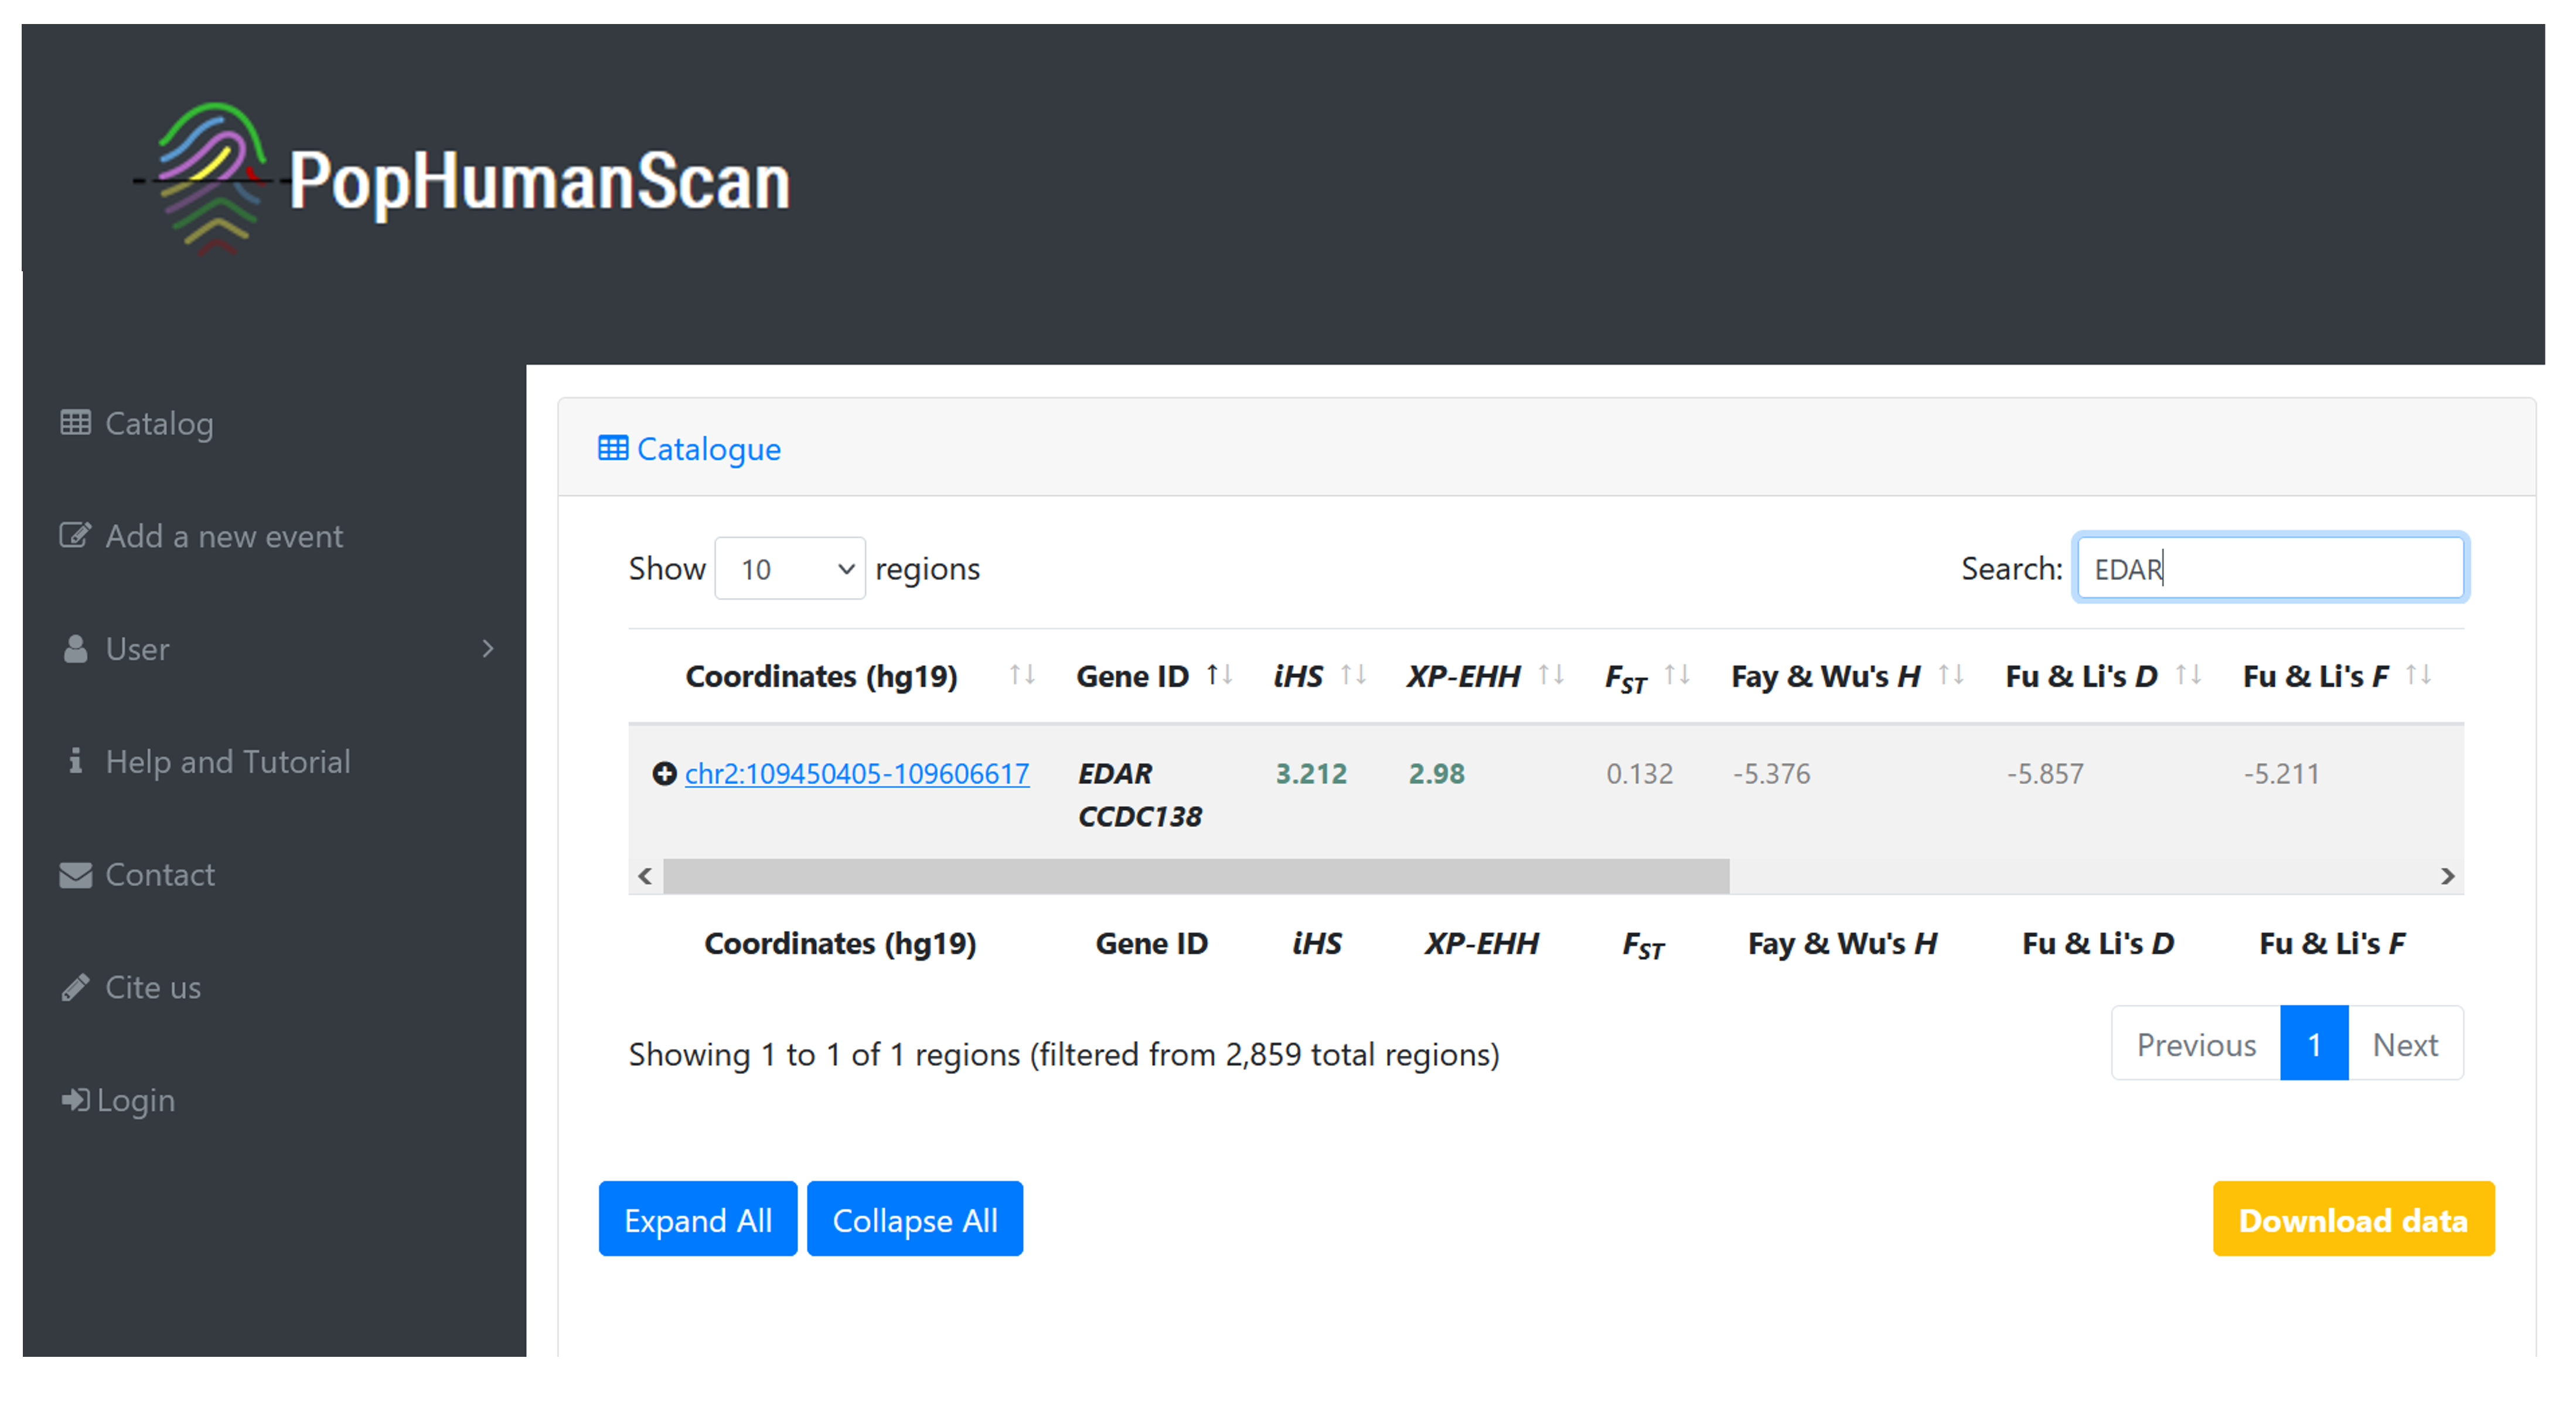 PopHumanScan
Catalog
Add a new event
User
Help and Tutorial
Contact
Cite us
Login
Catalogue
Show 10 regions
Search: EDAR
Coordinates (hg19) Gene ID iHS XP-EHH FST Fay & Wu's H Fu & Li's D Fu & Li's F
chr2:109450405-109606617 EDAR 3.212 2.98 0.132 -5.376 -5.857 -5.211
CCDC138
Coordinates (hg19) Gene ID iHS XP-EHH FST Fay & Wu's H Fu & Li's D Fu & Li's F
Showing 1 to 1 of 1 regions (filtered from 2,859 total regions)
Previous 1 Next
Expand All Collapse All Download data